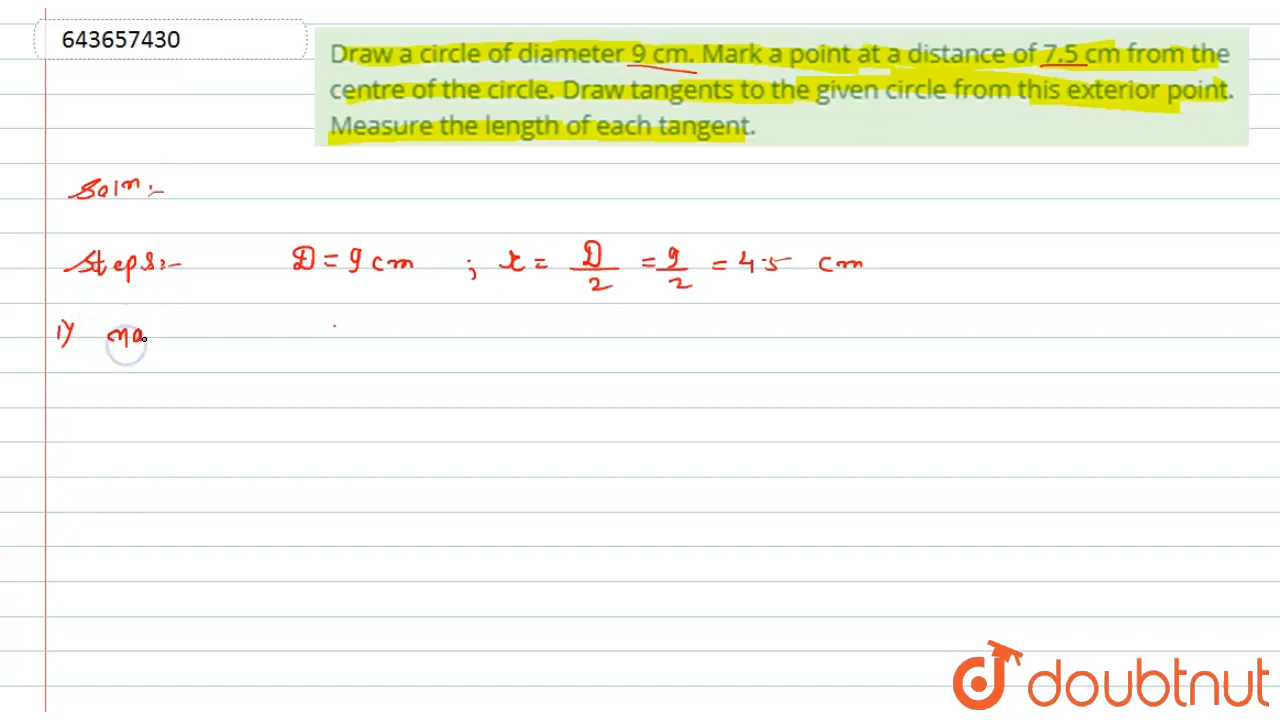 643657430
Draw a circle of diameter 9 cm. Mark a point at a distance of 7.5 cm from the
centre of the circle. Draw tangents to the given circle from this exterior point.
Measure the length of each tangent.
Soln:-
Steps:- D = 9 cm ; r = D/2 = 9/2 = 4.5 cm
1) ma
doubtnut